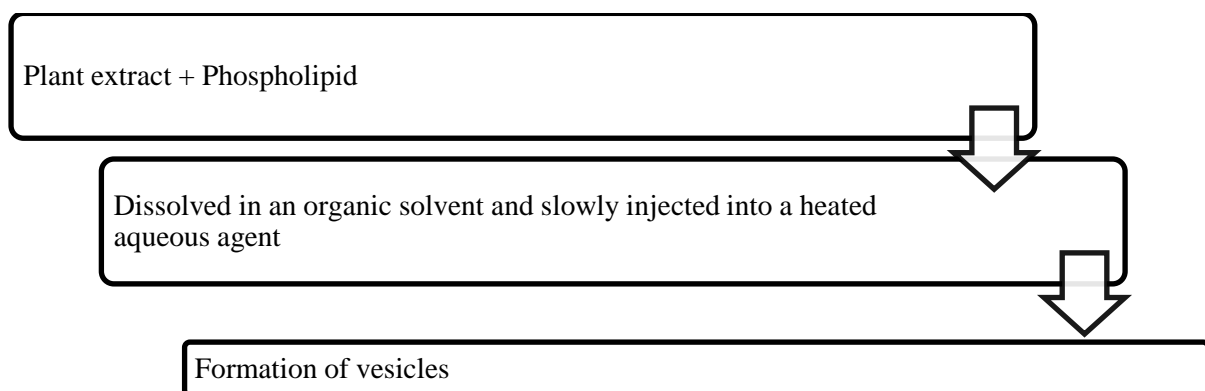 Plant extract + Phospholipid
Dissolved in an organic solvent and slowly injected into a heated
aqueous agent
Formation of vesicles